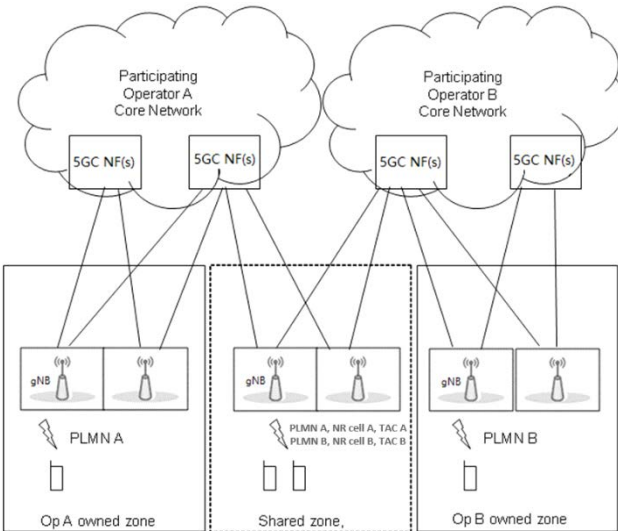 Participating
Operator A
Core Network
Participating
Operator B
Core Network
5GC NF(s)
5GC NF(s)
5GC NF(s)
5GC NF(s)
gNB
gNB
gNB
PLMN A
PLMN A, NR cell A, TAC A
PLMN B, NR cell B, TAC B
PLMN B
Op A owned zone
Shared zone,
Op B owned zone